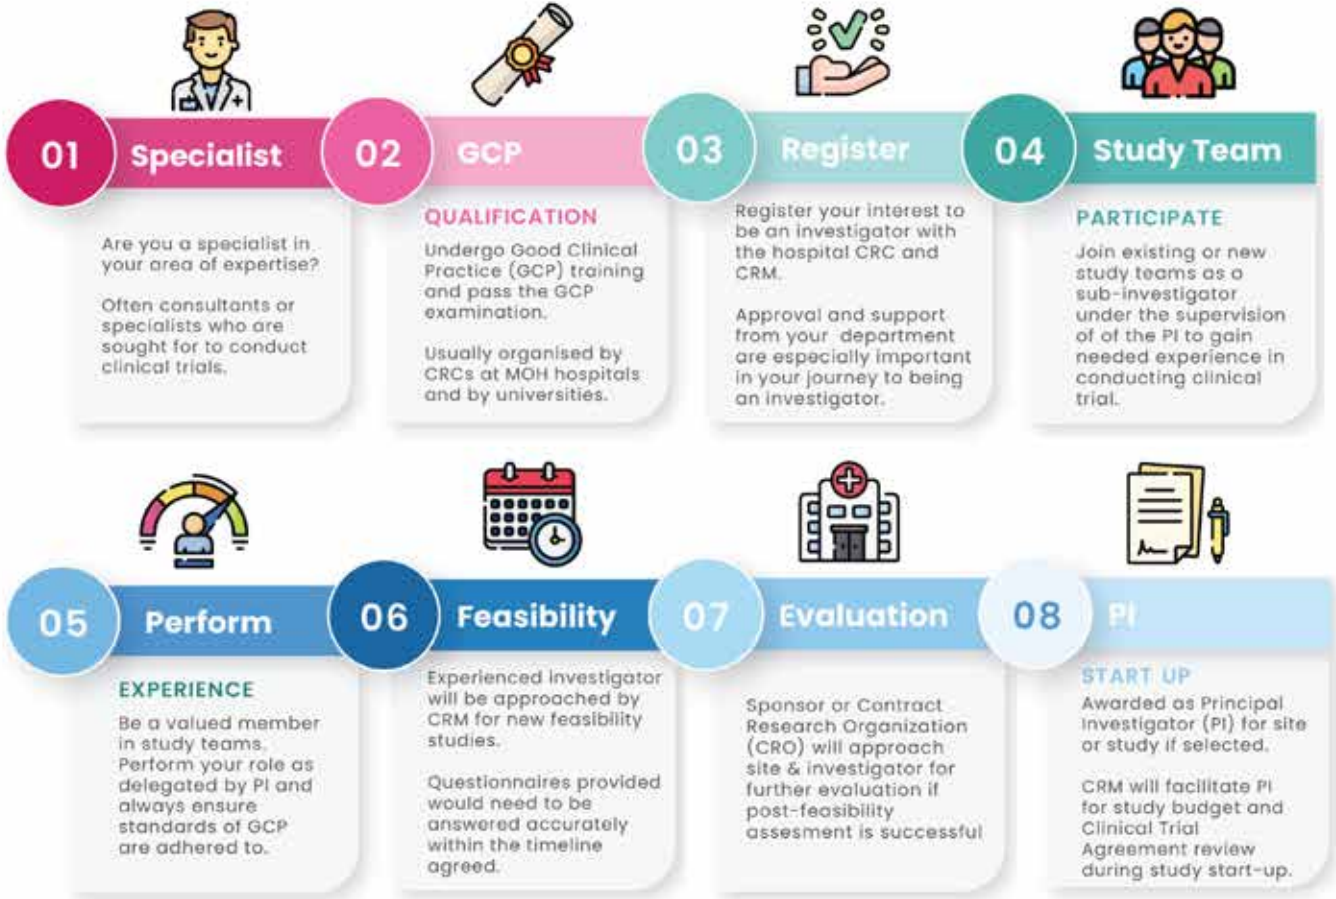 01
Specialist
Are you a specialist in
your area of expertise?
Often consultants or
specialists who are
sought for to conduct
clinical trials.
02
GCP
QUALIFICATION
Undergo Good Clinical
Practice (GCP) training
and pass the GCP
examination.
Usually organised by
CRCs at MOH hospitals
and by universities.
03
Register
Register your interest to
be an investigator with
the hospital CRC and
CRM.
Approval and support
from your department
are especially important
in your journey to being
an investigator.
04
Study Team
PARTICIPATE
Join existing or new
study teams as a
sub-investigator
under the supervision
of of the PI to gain
needed experience in
conducting clinical
trial.
05
Perform
EXPERIENCE
Be a valued member
in study teams.
Perform your role as
delegated by PI and
always ensure
standards of GCP
are adhered to.
06
Feasibility
Experienced investigator
will be approached by
CRM for new feasibility
studies.
Questionnaires provided
would need to be
answered accurately
within the timeline
agreed.
07
Evaluation
Sponsor or Contract
Research Organization
(CRO) will approach
site & investigator for
further evaluation if
post-feasibility
assesment is successful
08
PI
START UP
Awarded as Principal
Investigator (PI) for site
or study if selected.
CRM will facilitate PI
for study budget and
Clinical Trial
Agreement review
during study start-up.